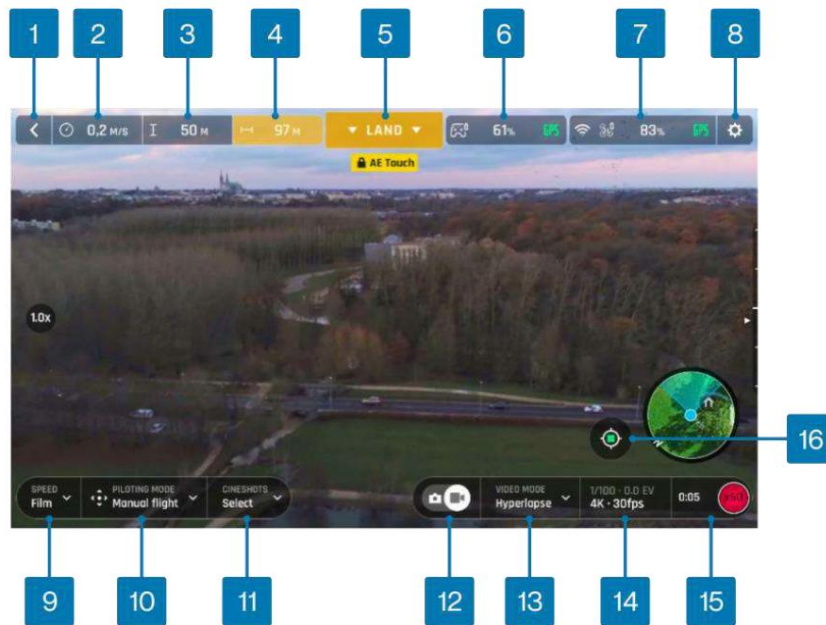 1 2 3 4 5 6 7 8
0,2 M/S 50 M 97 M LAND 61% GPS 83% GPS
AE Touch
1.0x
N
16
SPEED PILOTING MODE CINESHOTS VIDEO MODE 1/100 · 0.0 EV
Film Manual flight Select Hyperlapse 4K · 30fps 0:05 x60
9 10 11 12 13 14 15